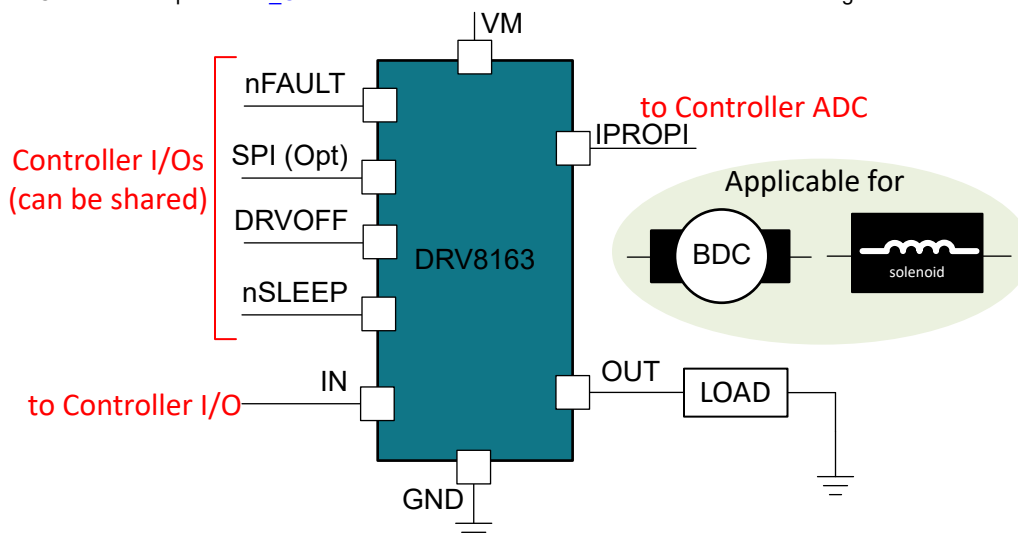 VM
nFAULT
to Controller ADC
IPROPI
Controller I/Os
(can be shared)
SPI (Opt)
Applicable for
DRVOFF
DRV8163
BDC
solenoid
nSLEEP
IN
OUT
LOAD
to Controller I/O
GND